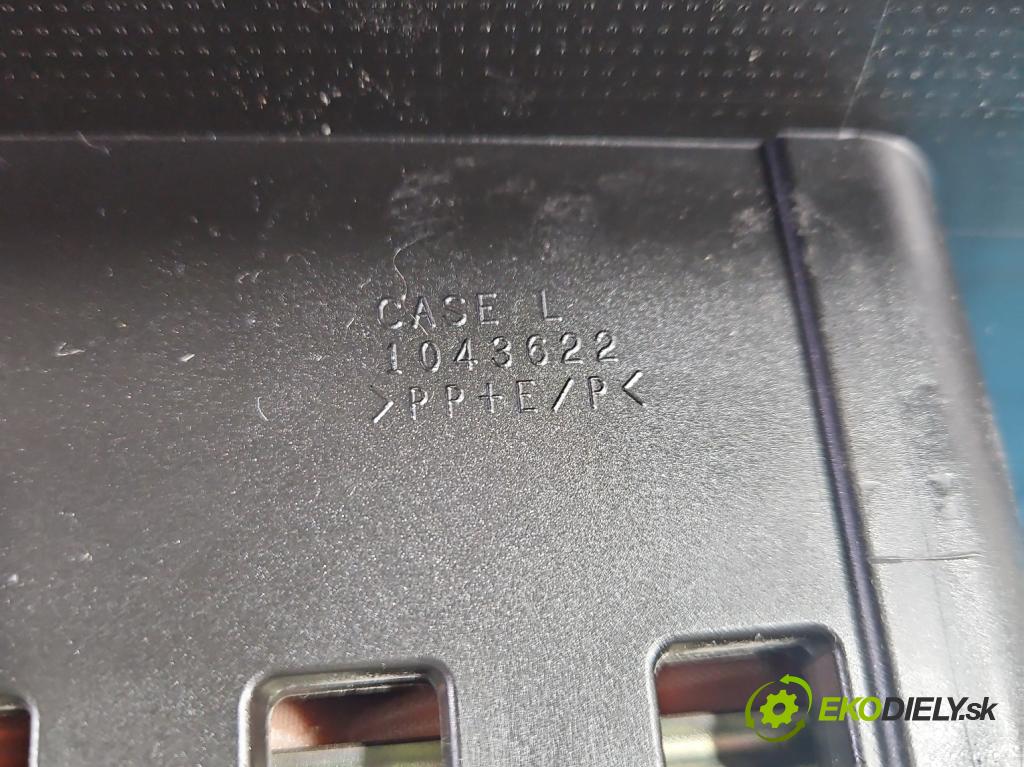 CASE L
1043622
>PP+E/P<
EKODIELY.sk